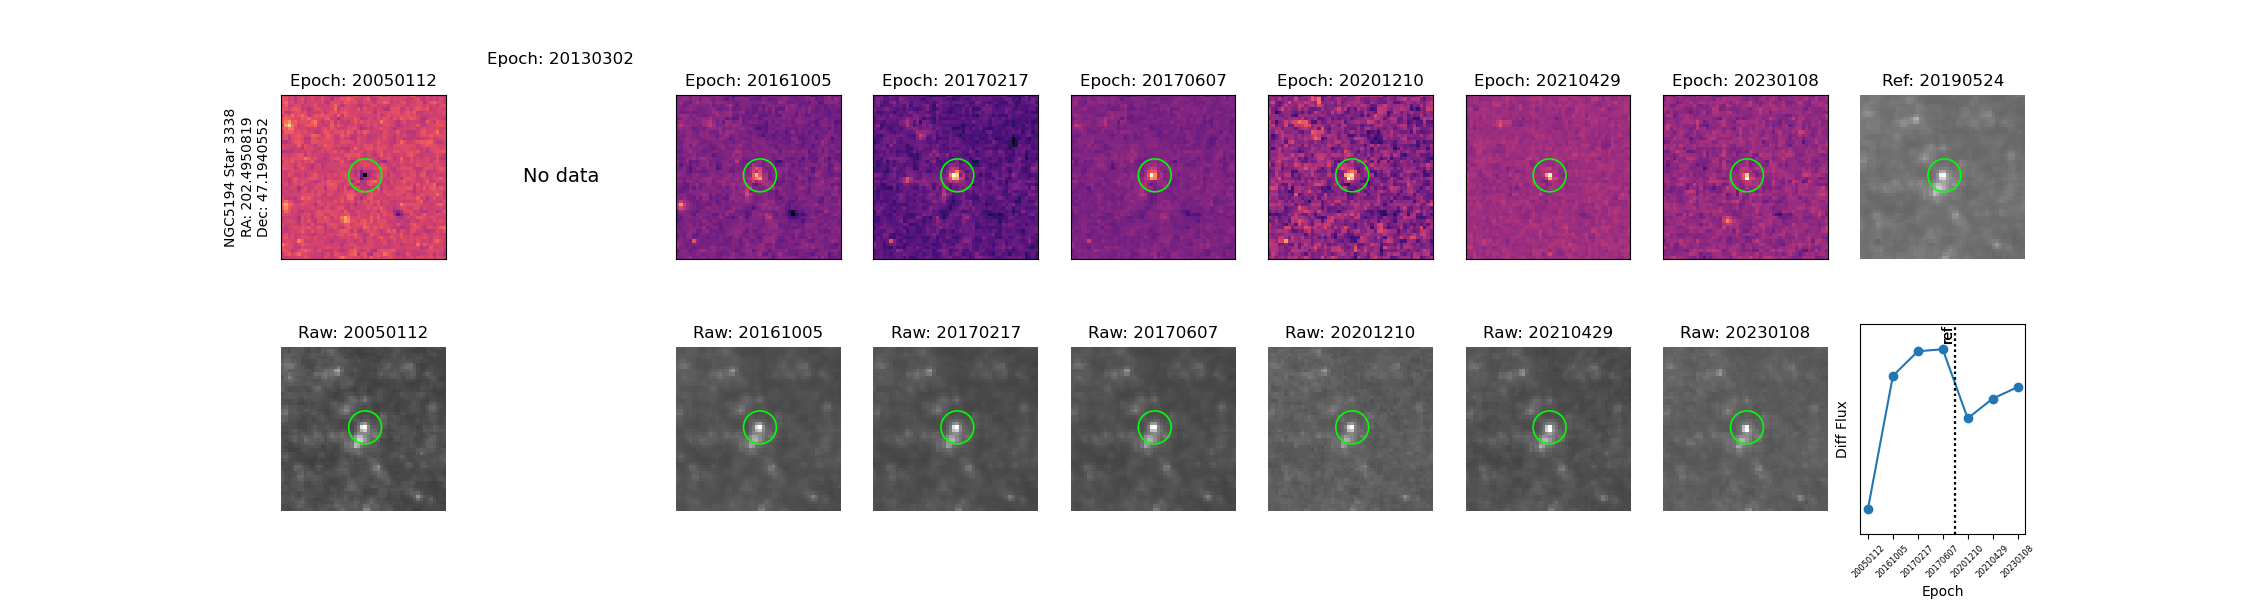 Epoch: 20130302
Epoch: 20050112
Epoch: 20161005
Epoch: 20170217
Epoch: 20170607
Epoch: 20201210
Epoch: 20210429
Epoch: 20230108
Ref: 20190524
NGC5194 Star 3338
RA: 202.4950819
Dec: 47.1940552
No data
Raw: 20050112
Raw: 20161005
Raw: 20170217
Raw: 20170607
Raw: 20201210
Raw: 20210429
Raw: 20230108
ref
Diff Flux
20050112
20161005
20170217
20170607
20201210
20210429
20230108
Epoch